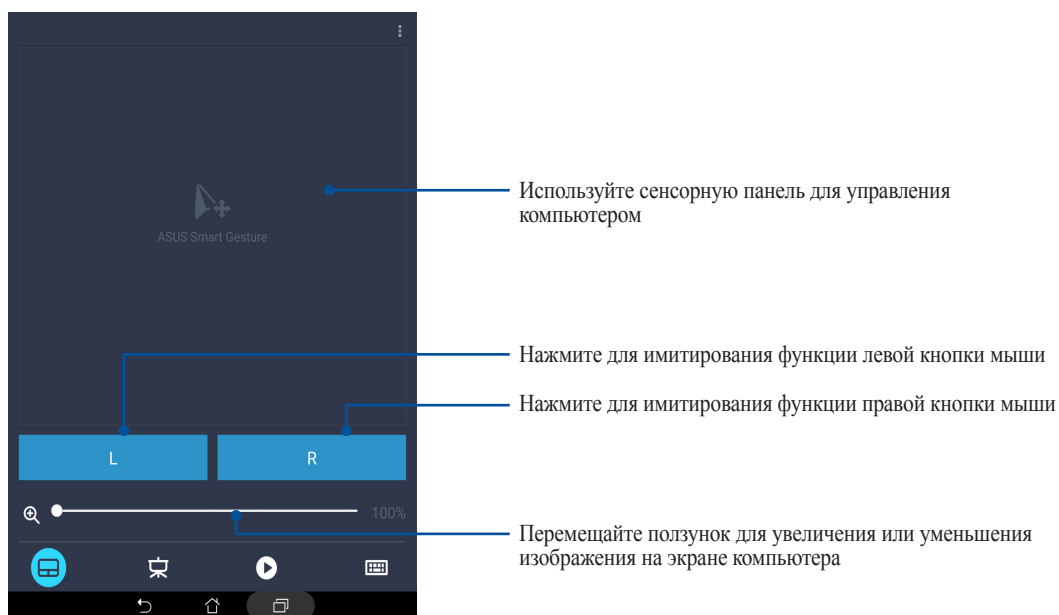 ASUS Smart Gesture
Используйте сенсорную панель для управления
компьютером
Нажмите для имитирования функции левой кнопки мыши
Нажмите для имитирования функции правой кнопки мыши
L
R
100%
Перемещайте ползунок для увеличения или уменьшения
изображения на экране компьютера